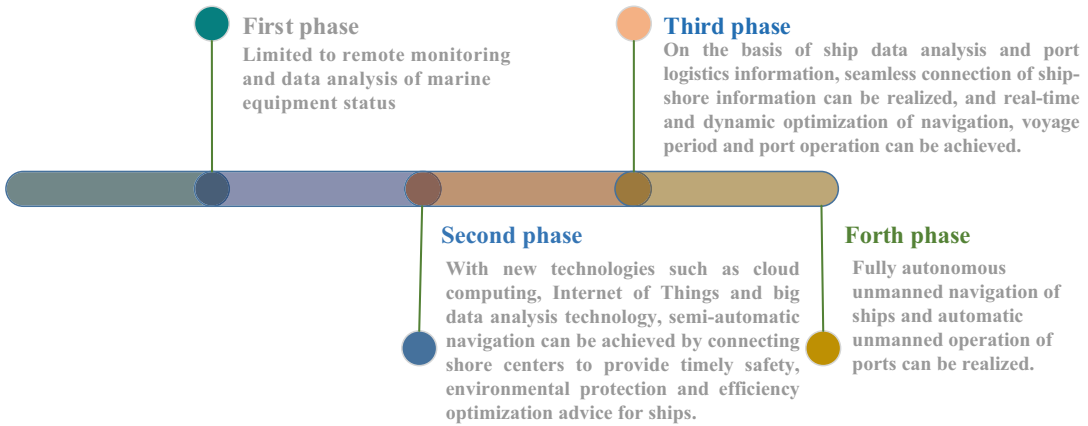 First phase
Limited to remote monitoring
and data analysis of marine
equipment status
Third phase
On the basis of ship data analysis and port
logistics information, seamless connection of ship-
shore information can be realized, and real-time
and dynamic optimization of navigation, voyage
period and port operation can be achieved.
Second phase
With new technologies such as cloud
computing, Internet of Things and big
data analysis technology, semi-automatic
navigation can be achieved by connecting
shore centers to provide timely safety,
environmental protection and efficiency
optimization advice for ships.
Forth phase
Fully autonomous
unmanned navigation of
ships and automatic
unmanned operation of
ports can be realized.